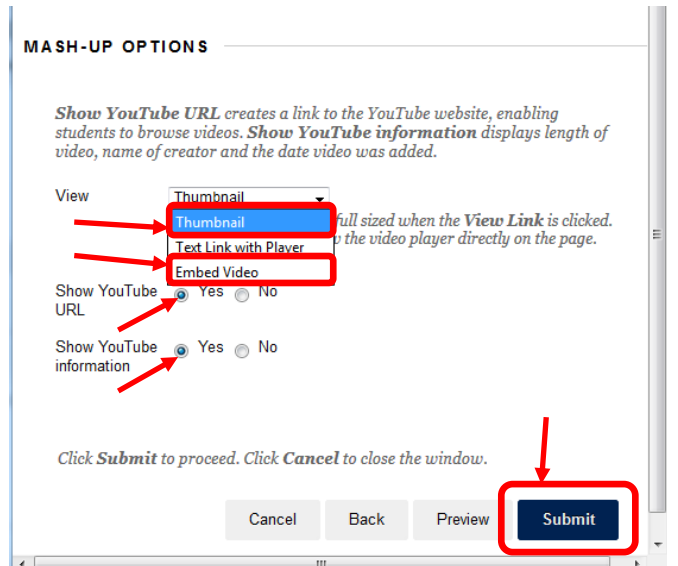 MASH-UP OPTIONS
Show YouTube URL creates a link to the YouTube website, enabling
students to browse videos. Show YouTube information displays length of
video, name of creator and the date video was added.
View Thumbnail
Thumbnail full sized when the View Link is clicked.
Text Link with Player the video player directly on the page.
Embed Video
Show YouTube Yes No
URL
Show YouTube Yes No
information
Click Submit to proceed. Click Cancel to close the window.
Cancel Back Preview Submit